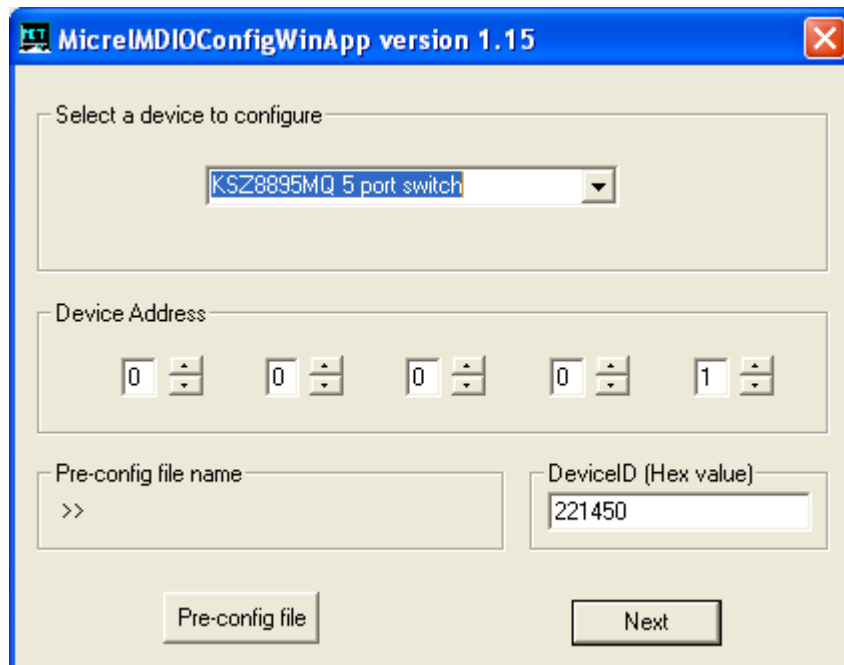 MicrelMDIOConfigWinApp version 1.15
Select a device to configure
KSZ8895MQ 5 port switch
Device Address
0 0 0 0 1
Pre-config file name
>>
DeviceID (Hex value)
221450
Pre-config file
Next